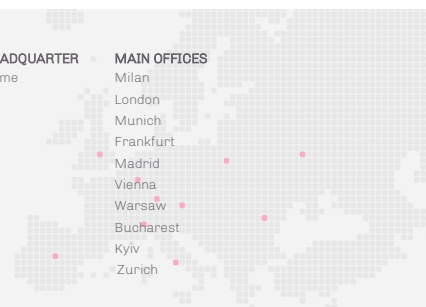 ADQUARTER
me
MAIN OFFICES
Milan
London
Munich
Frankfurt
Madrid
Vienna
Warsaw
Bucharest
Kyiv
Zurich